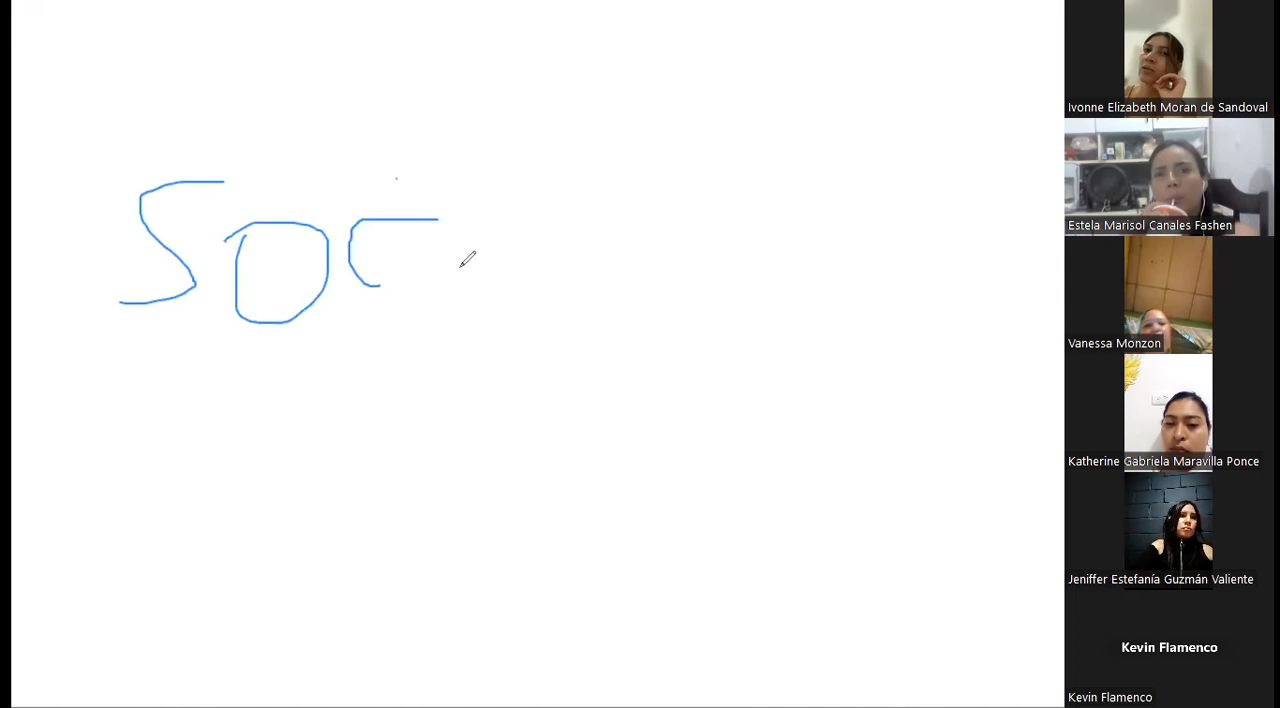 Soc
Ivonne Elizabeth Moran de Sandoval
Estela Marisol Canales Fashen
Vanessa Monzon
Katherine Gabriela Maravilla Ponce
Jeniffer Estefanía Guzmán Valiente
Kevin Flamenco
Kevin Flamenco